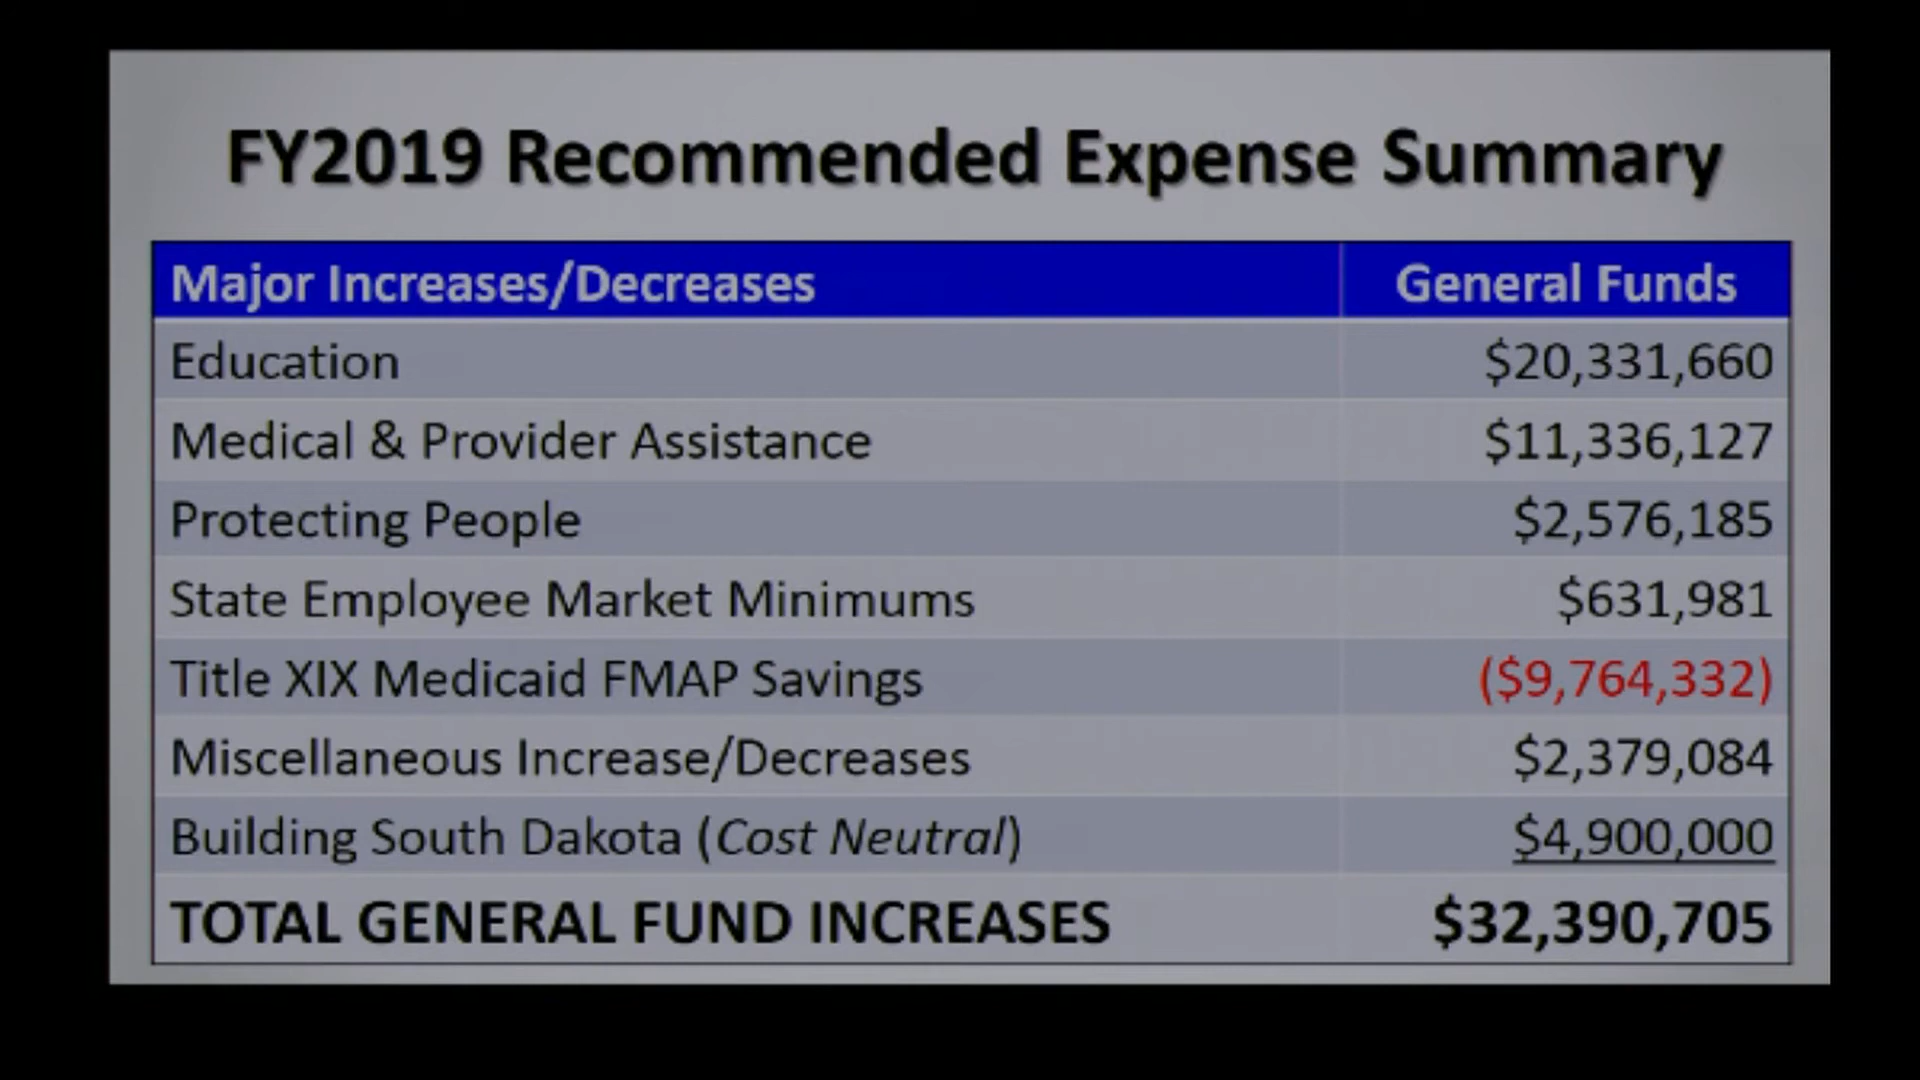 FY2019 Recommended Expense Summary
Major Increases/Decreases General Funds
Education $20,331,660
Medical & Provider Assistance $11,336,127
Protecting People $2,576,185
State Employee Market Minimums $631,981
Title XIX Medicaid FMAP Savings ($9,764,332)
Miscellaneous Increase/Decreases $2,379,084
Building South Dakota (Cost Neutral) $4,900,000
TOTAL GENERAL FUND INCREASES $32,390,705